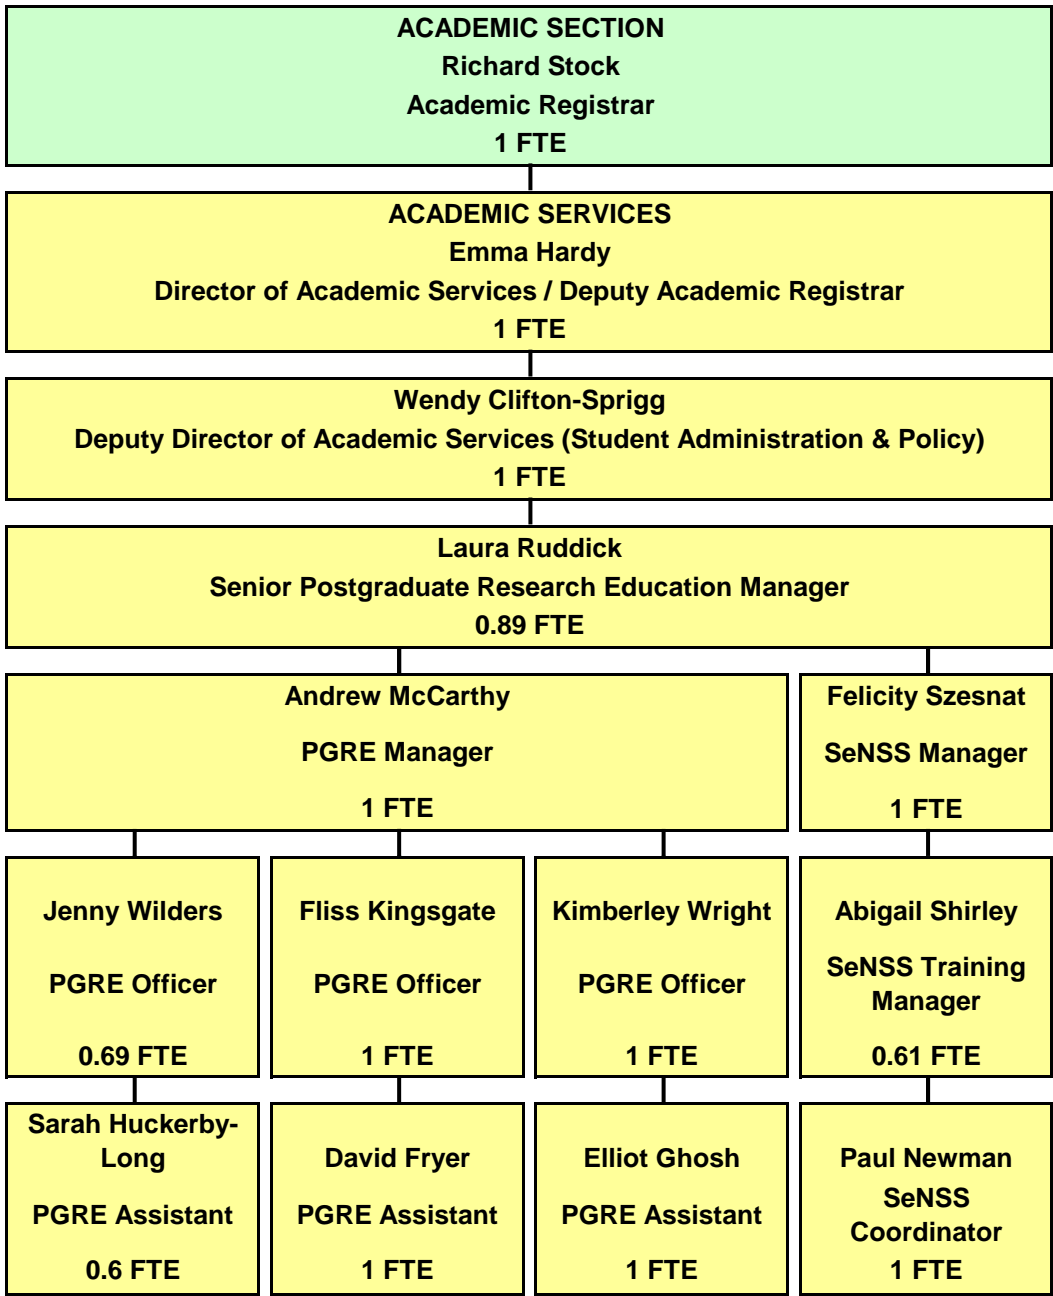 ACADEMIC SECTION
Richard Stock
Academic Registrar
1 FTE
ACADEMIC SERVICES
Emma Hardy
Director of Academic Services / Deputy Academic Registrar
1 FTE
Wendy Clifton-Sprigg
Deputy Director of Academic Services (Student Administration & Policy)
1 FTE
Laura Ruddick
Senior Postgraduate Research Education Manager
0.89 FTE
Andrew McCarthy
PGRE Manager
1 FTE
Felicity Szesnat
SeNSS Manager
1 FTE
Jenny Wilders
PGRE Officer
0.69 FTE
Fliss Kingsgate
PGRE Officer
1 FTE
Kimberley Wright
PGRE Officer
1 FTE
Abigail Shirley
SeNSS Training
Manager
0.61 FTE
Sarah Huckerby-
Long
PGRE Assistant
0.6 FTE
David Fryer
PGRE Assistant
1 FTE
Elliot Ghosh
PGRE Assistant
1 FTE
Paul Newman
SeNSS
Coordinator
1 FTE